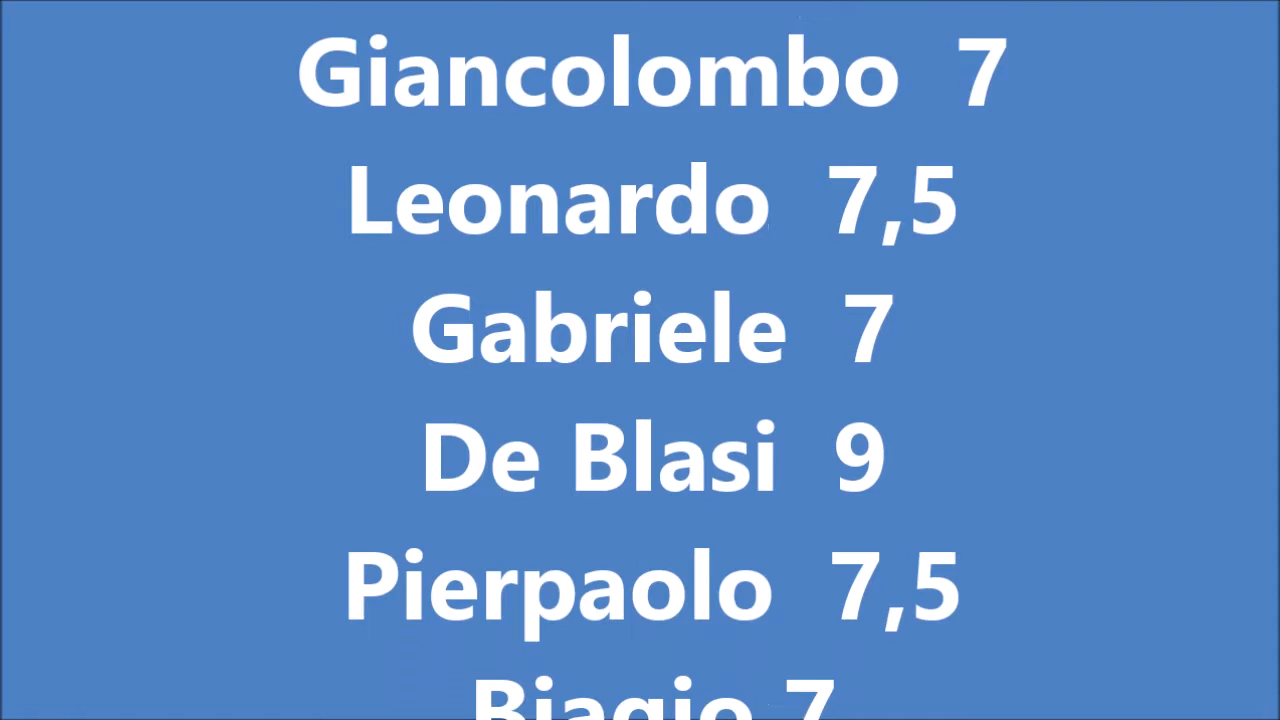 Giancolombo  7
Leonardo  7,5
Gabriele  7
De Blasi  9
Pierpaolo  7,5
Biagio 7